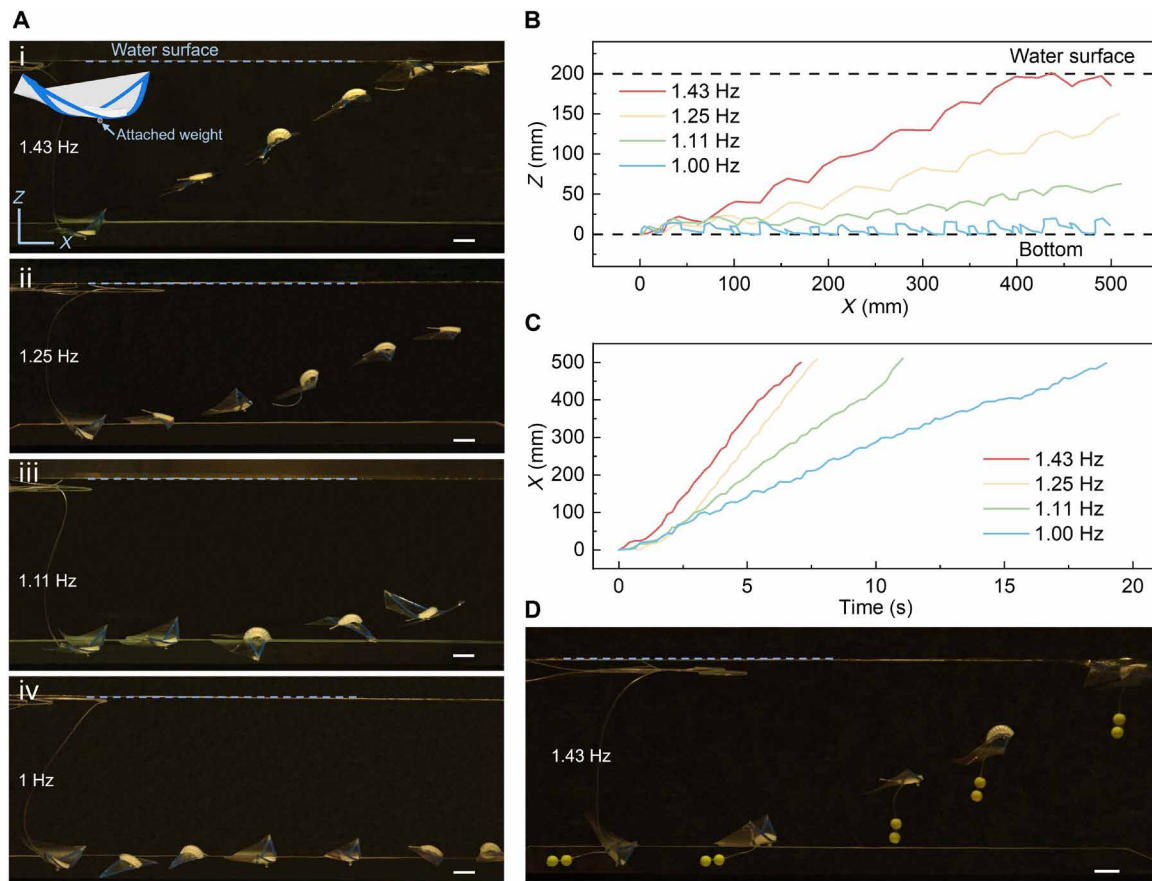 A
i
Water surface
Attached weight
1.43 Hz
Z
X
ii
1.25 Hz
iii
1.11 Hz
iv
1 Hz
B
Water surface
200
150
100
50
0
Z (mm)
1.43 Hz
1.25 Hz
1.11 Hz
1.00 Hz
Bottom
0
100
200
300
400
500
X (mm)
C
500
400
300
200
100
0
X (mm)
1.43 Hz
1.25 Hz
1.11 Hz
1.00 Hz
0
5
10
15
20
Time (s)
D
1.43 Hz